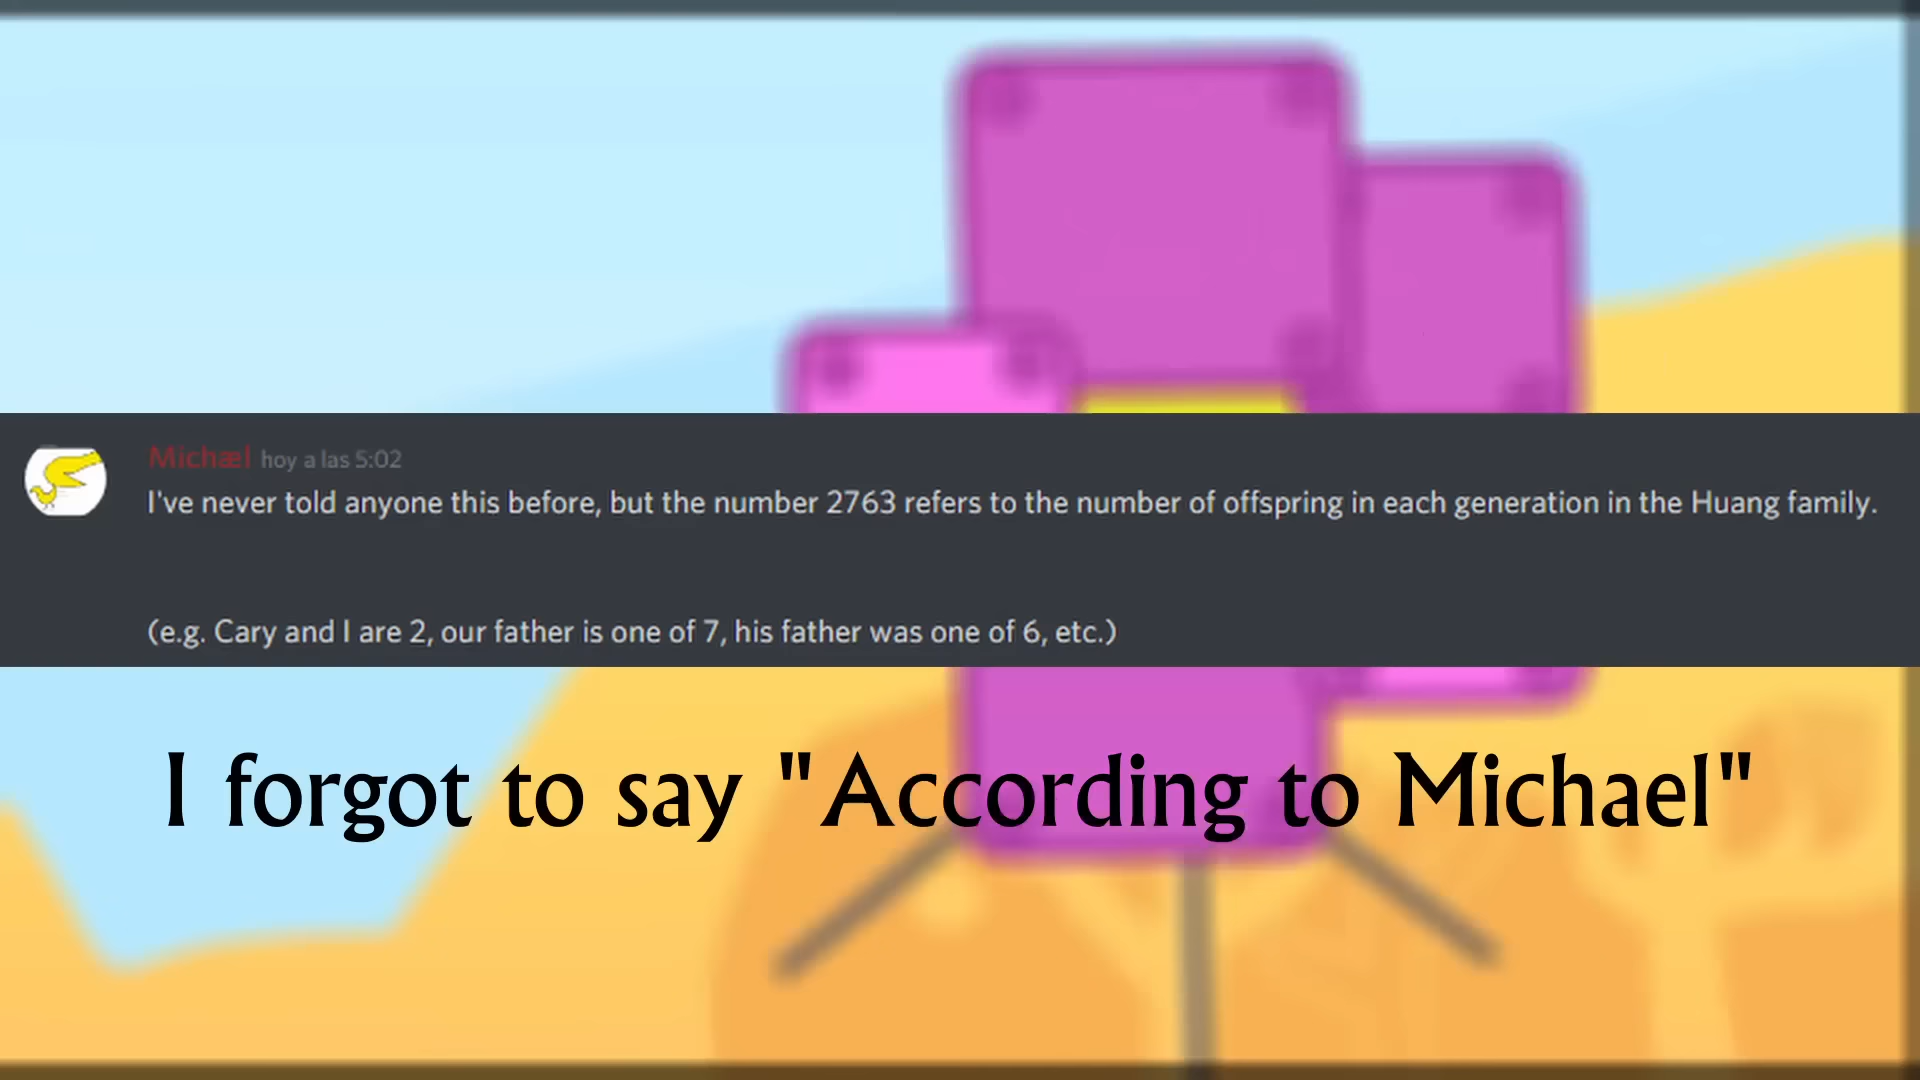 Michæl hoy a las 5:02
I've never told anyone this before, but the number 2763 refers to the number of offspring in each generation in the Huang family.
(e.g. Cary and I are 2, our father is one of 7, his father was one of 6, etc.)
I forgot to say "According to Michael"